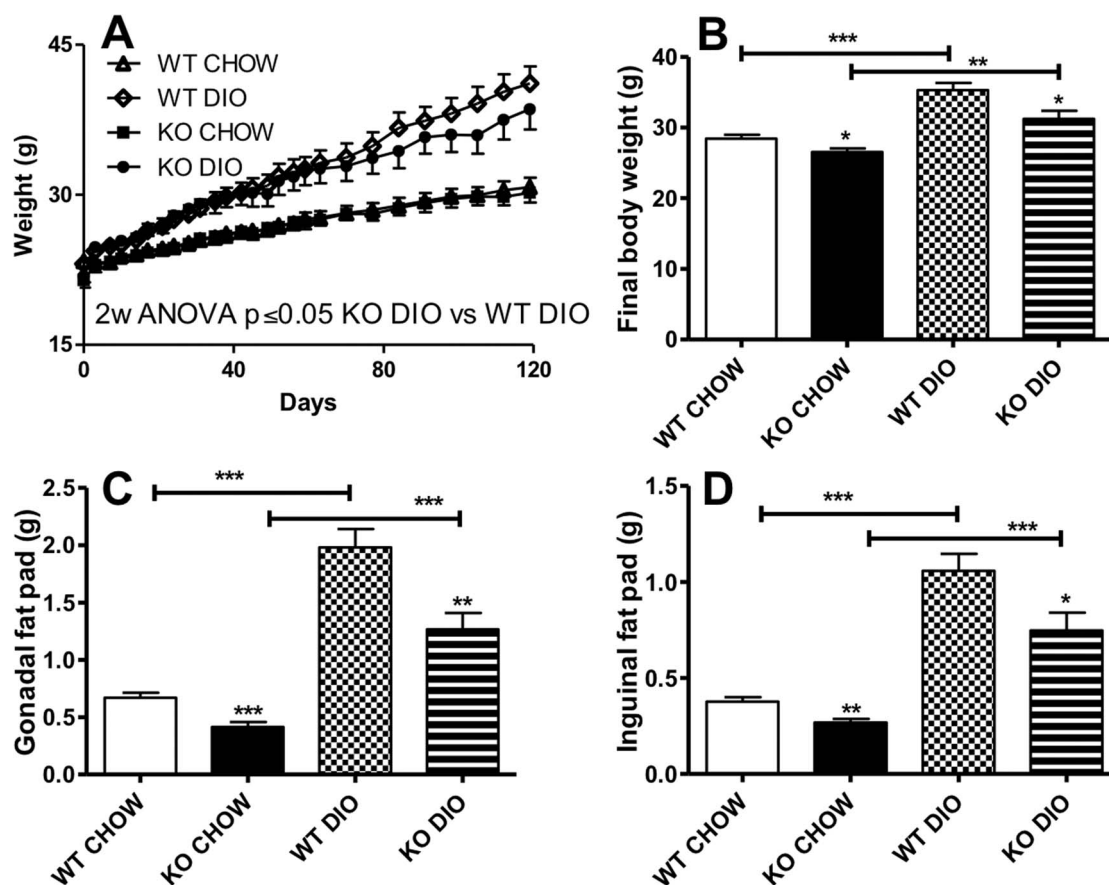 A
45
WT CHOW
WT DIO
KO CHOW
KO DIO
Weight (g)
30
2w ANOVA p≤0.05 KO DIO vs WT DIO
15
0
40
80
120
Days
B
***
**
40
*
*
30
Final body weight (g)
20
10
0
WT CHOW
KO CHOW
WT DIO
KO DIO
C
***
***
2.5
2.0
**
Gonadal fat pad (g)
1.5
1.0
***
0.5
0.0
WT CHOW
KO CHOW
WT DIO
KO DIO
D
1.5
***
***
Inguinal fat pad (g)
1.0
*
0.5
**
0.0
WT CHOW
KO CHOW
WT DIO
KO DIO